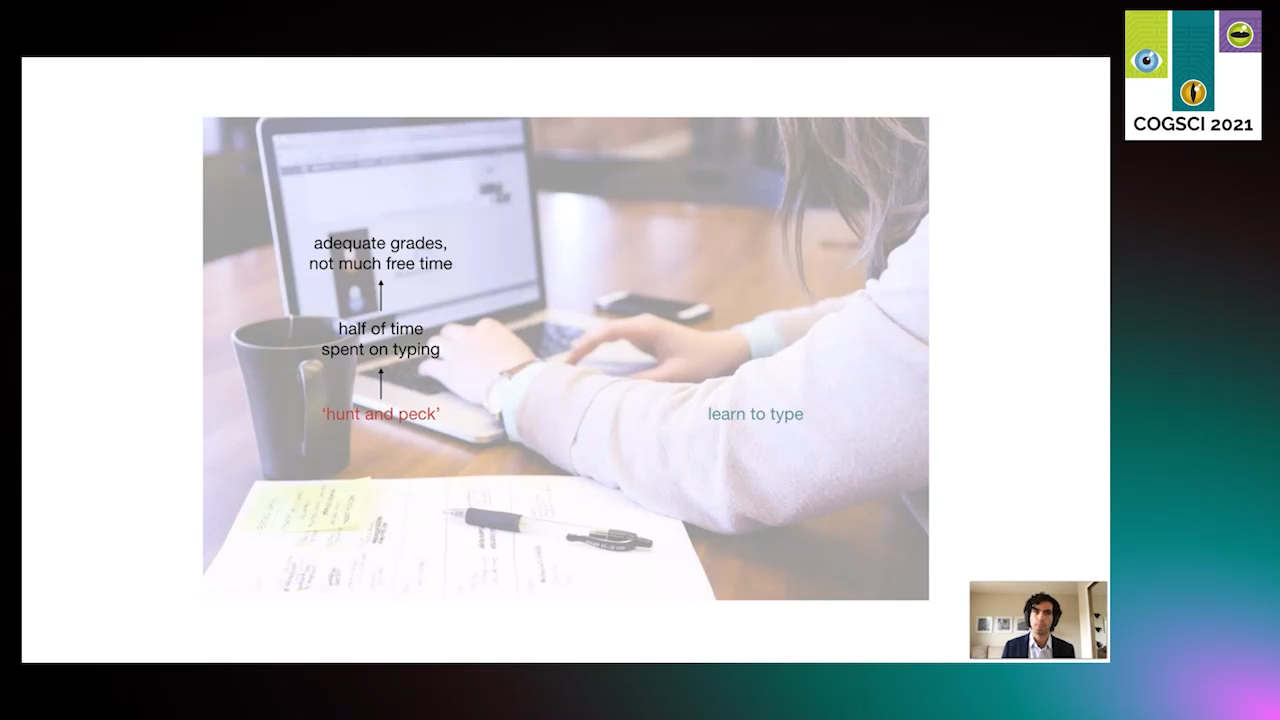 COGSCI 2021
adequate grades,
not much free time
half of time
spent on typing
‘hunt and peck’
learn to type